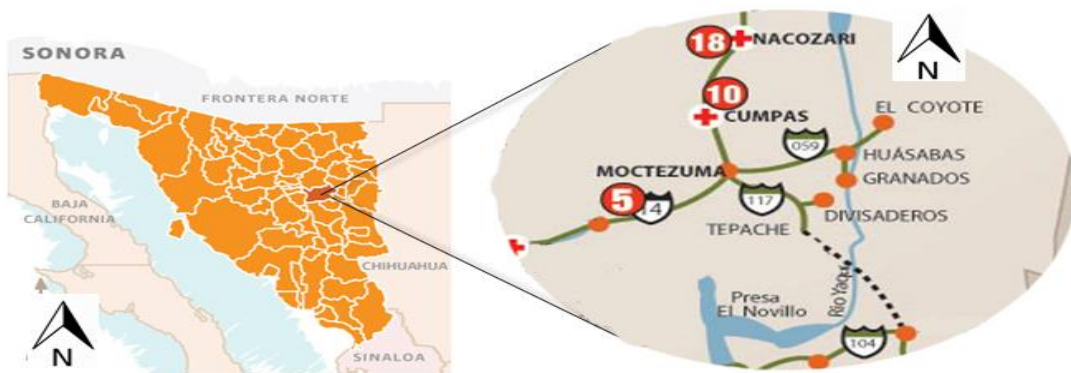 SONORA
FRONTERA NORTE
BAJA
CALIFORNIA
CHIHUAHUA
N
SINALOA
18
NACOZARI
N
10
CUMPAS
EL COYOTE
059
HUÁSABAS
MOCTEZUMA
GRANADOS
5
14
117
DIVISADEROS
TEPACHE
Río Yaqui
Presa
El Novillo
104